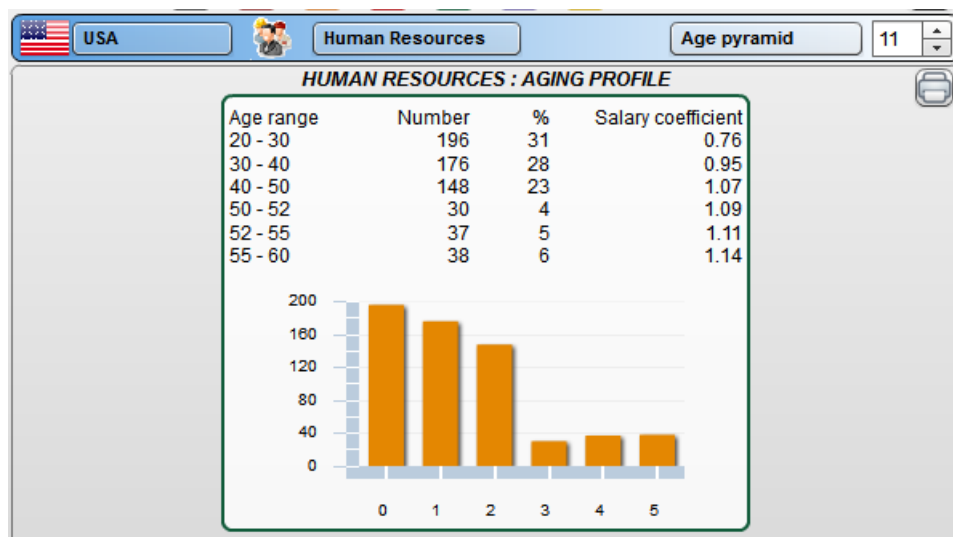 USA Human Resources Age pyramid 11
HUMAN RESOURCES : AGING PROFILE
Age range Number % Salary coefficient
20 - 30 196 31 0.76
30 - 40 176 28 0.95
40 - 50 148 23 1.07
50 - 52 30 4 1.09
52 - 55 37 5 1.11
55 - 60 38 6 1.14
200
160
120
80
40
0
0 1 2 3 4 5